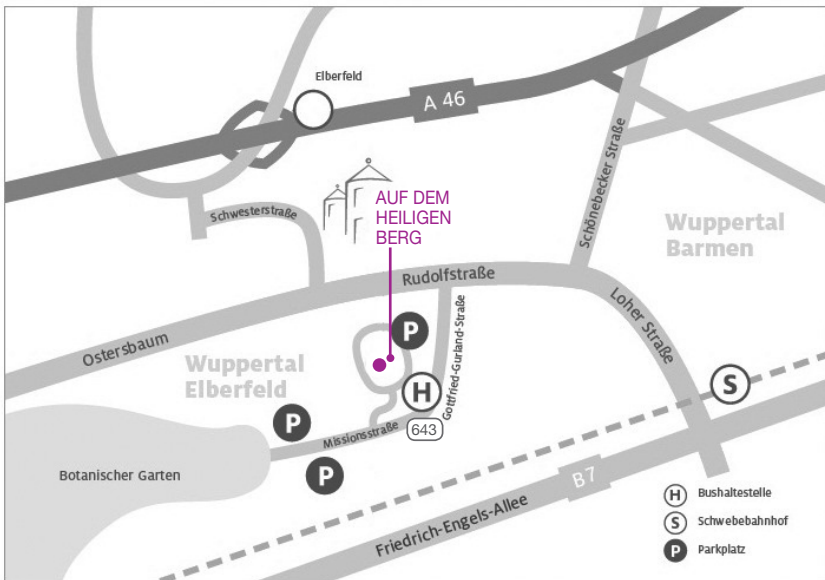 Elberfeld
A 46
AUF DEM
HEILIGEN
BERG
Schwesterstraße
Schönebecker Straße
Wuppertal
Barmen
Rudolfstraße
Ostersbaum
Loher Straße
Gottfried-Gurland-Straße
P
Wuppertal
Elberfeld
H
S
P
Missionsstraße
643
P
Botanischer Garten
B7
Friedrich-Engels-Allee
H Bushaltestelle
S Schwebebahnhof
P Parkplatz